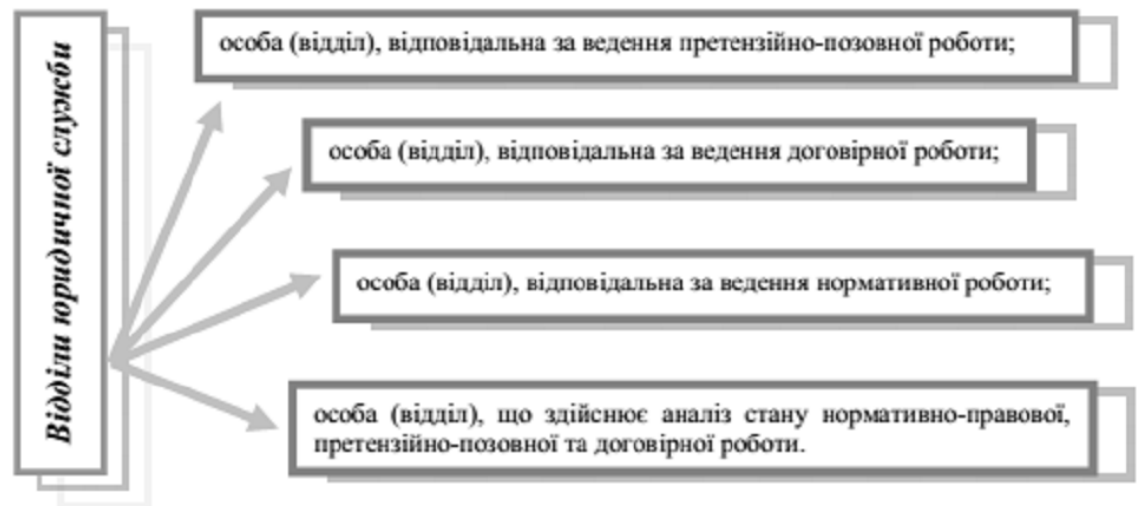 Відділи юридичної служби
особа (відділ), відповідальна за ведення претензійно-позовної роботи;
особа (відділ), відповідальна за ведення договірної роботи;
особа (відділ), відповідальна за ведення нормативної роботи;
особа (відділ), що здійснює аналіз стану нормативно-правової,
претензійно-позовної та договірної роботи.